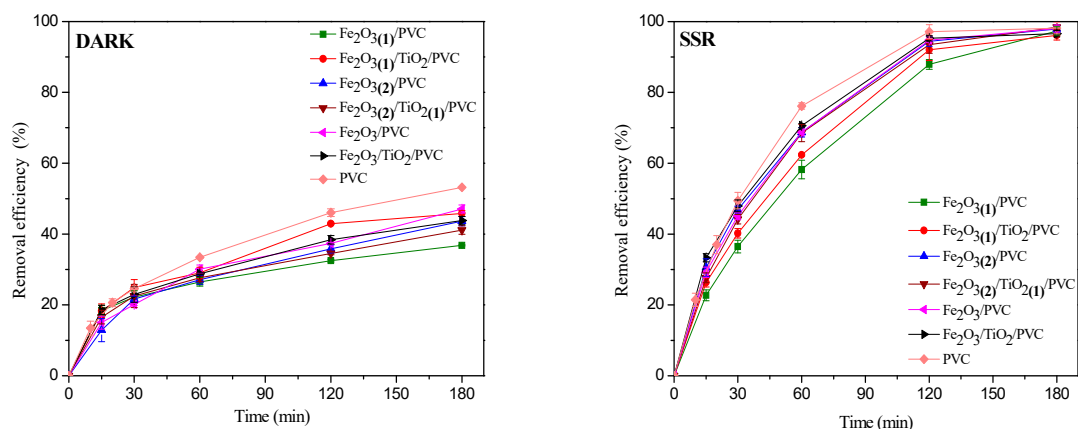 100
80
60
40
20
0
Removal efficiency (%)
DARK
Fe₂O₃(1)/PVC
Fe₂O₃(1)/TiO₂/PVC
Fe₂O₃(2)/PVC
Fe₂O₃(2)/TiO₂(1)/PVC
Fe₂O₃/PVC
Fe₂O₃/TiO₂/PVC
PVC
0 30 60 90 120 150 180
Time (min)
100
80
60
40
20
0
Removal efficiency (%)
SSR
Fe₂O₃(1)/PVC
Fe₂O₃(1)/TiO₂/PVC
Fe₂O₃(2)/PVC
Fe₂O₃(2)/TiO₂(1)/PVC
Fe₂O₃/PVC
Fe₂O₃/TiO₂/PVC
PVC
0 30 60 90 120 150 180
Time (min)